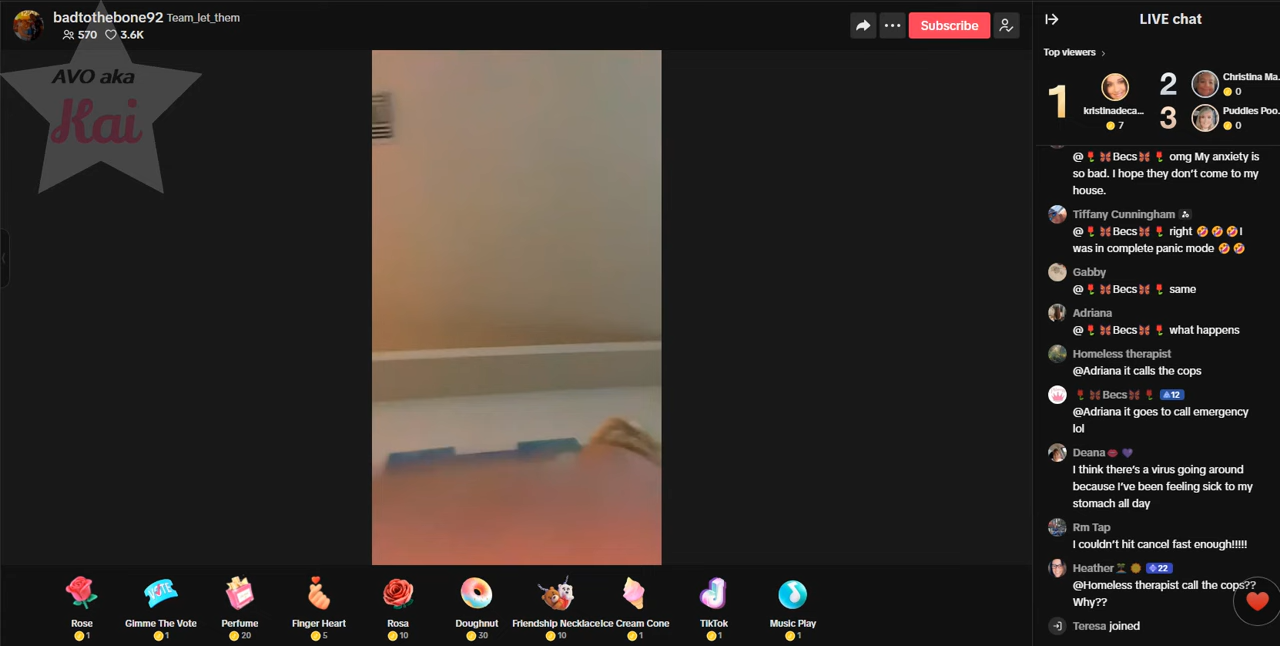 badtothebone92 Team_let_them
570 3.6K
Subscribe
AVO aka
Kai
LIVE chat
Top viewers
1
kristinadeca...
7
2
Christina Ma...
0
3
Puddles Poo...
0
@🌹🦋Becs🦋🌹 omg My anxiety is
so bad. I hope they don't come to my
house.
Tiffany Cunningham
@🌹🦋Becs🦋🌹 right 🤣🤣🤣I
was in complete panic mode 🤣🤣
Gabby
@🌹🦋Becs🦋🌹 same
Adriana
@🌹🦋Becs🦋🌹 what happens
Homeless therapist
@Adriana it calls the cops
🌹🦋Becs🦋🌹 12
@Adriana it goes to call emergency
lol
Deana👄💜
I think there's a virus going around
because I've been feeling sick to my
stomach all day
Rm Tap
I couldn't hit cancel fast enough!!!!!
Heather 22
@Homeless therapist call the cops??
Why??
Teresa joined
Rose
1
Gimme The Vote
1
Perfume
20
Finger Heart
5
Rosa
10
Doughnut
30
Friendship Necklace
10
Ice Cream Cone
1
TikTok
1
Music Play
1